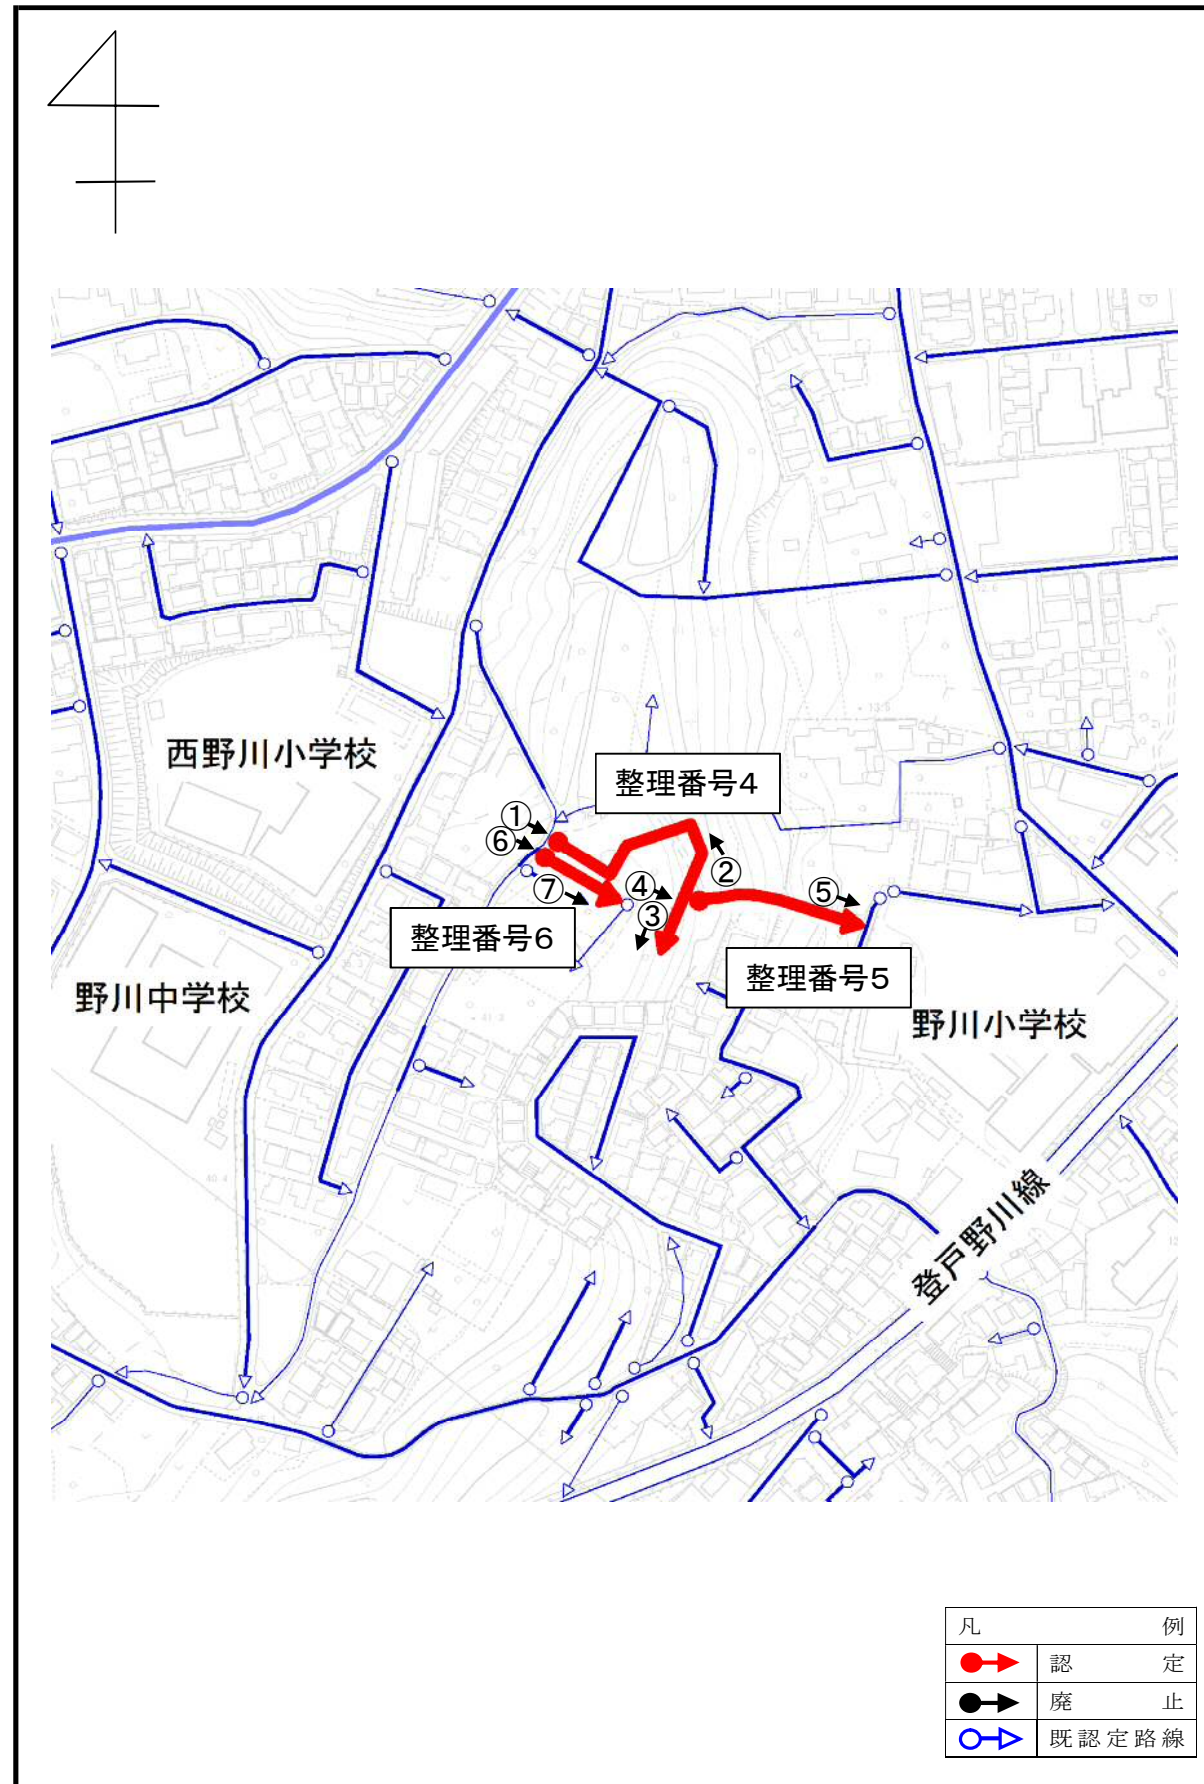 西野川小学校
整理番号4
①
⑥
②
⑦
④
⑤
③
整理番号6
整理番号5
野川中学校
野川小学校
登戸野川線
凡例
認定
廃止
既認定路線